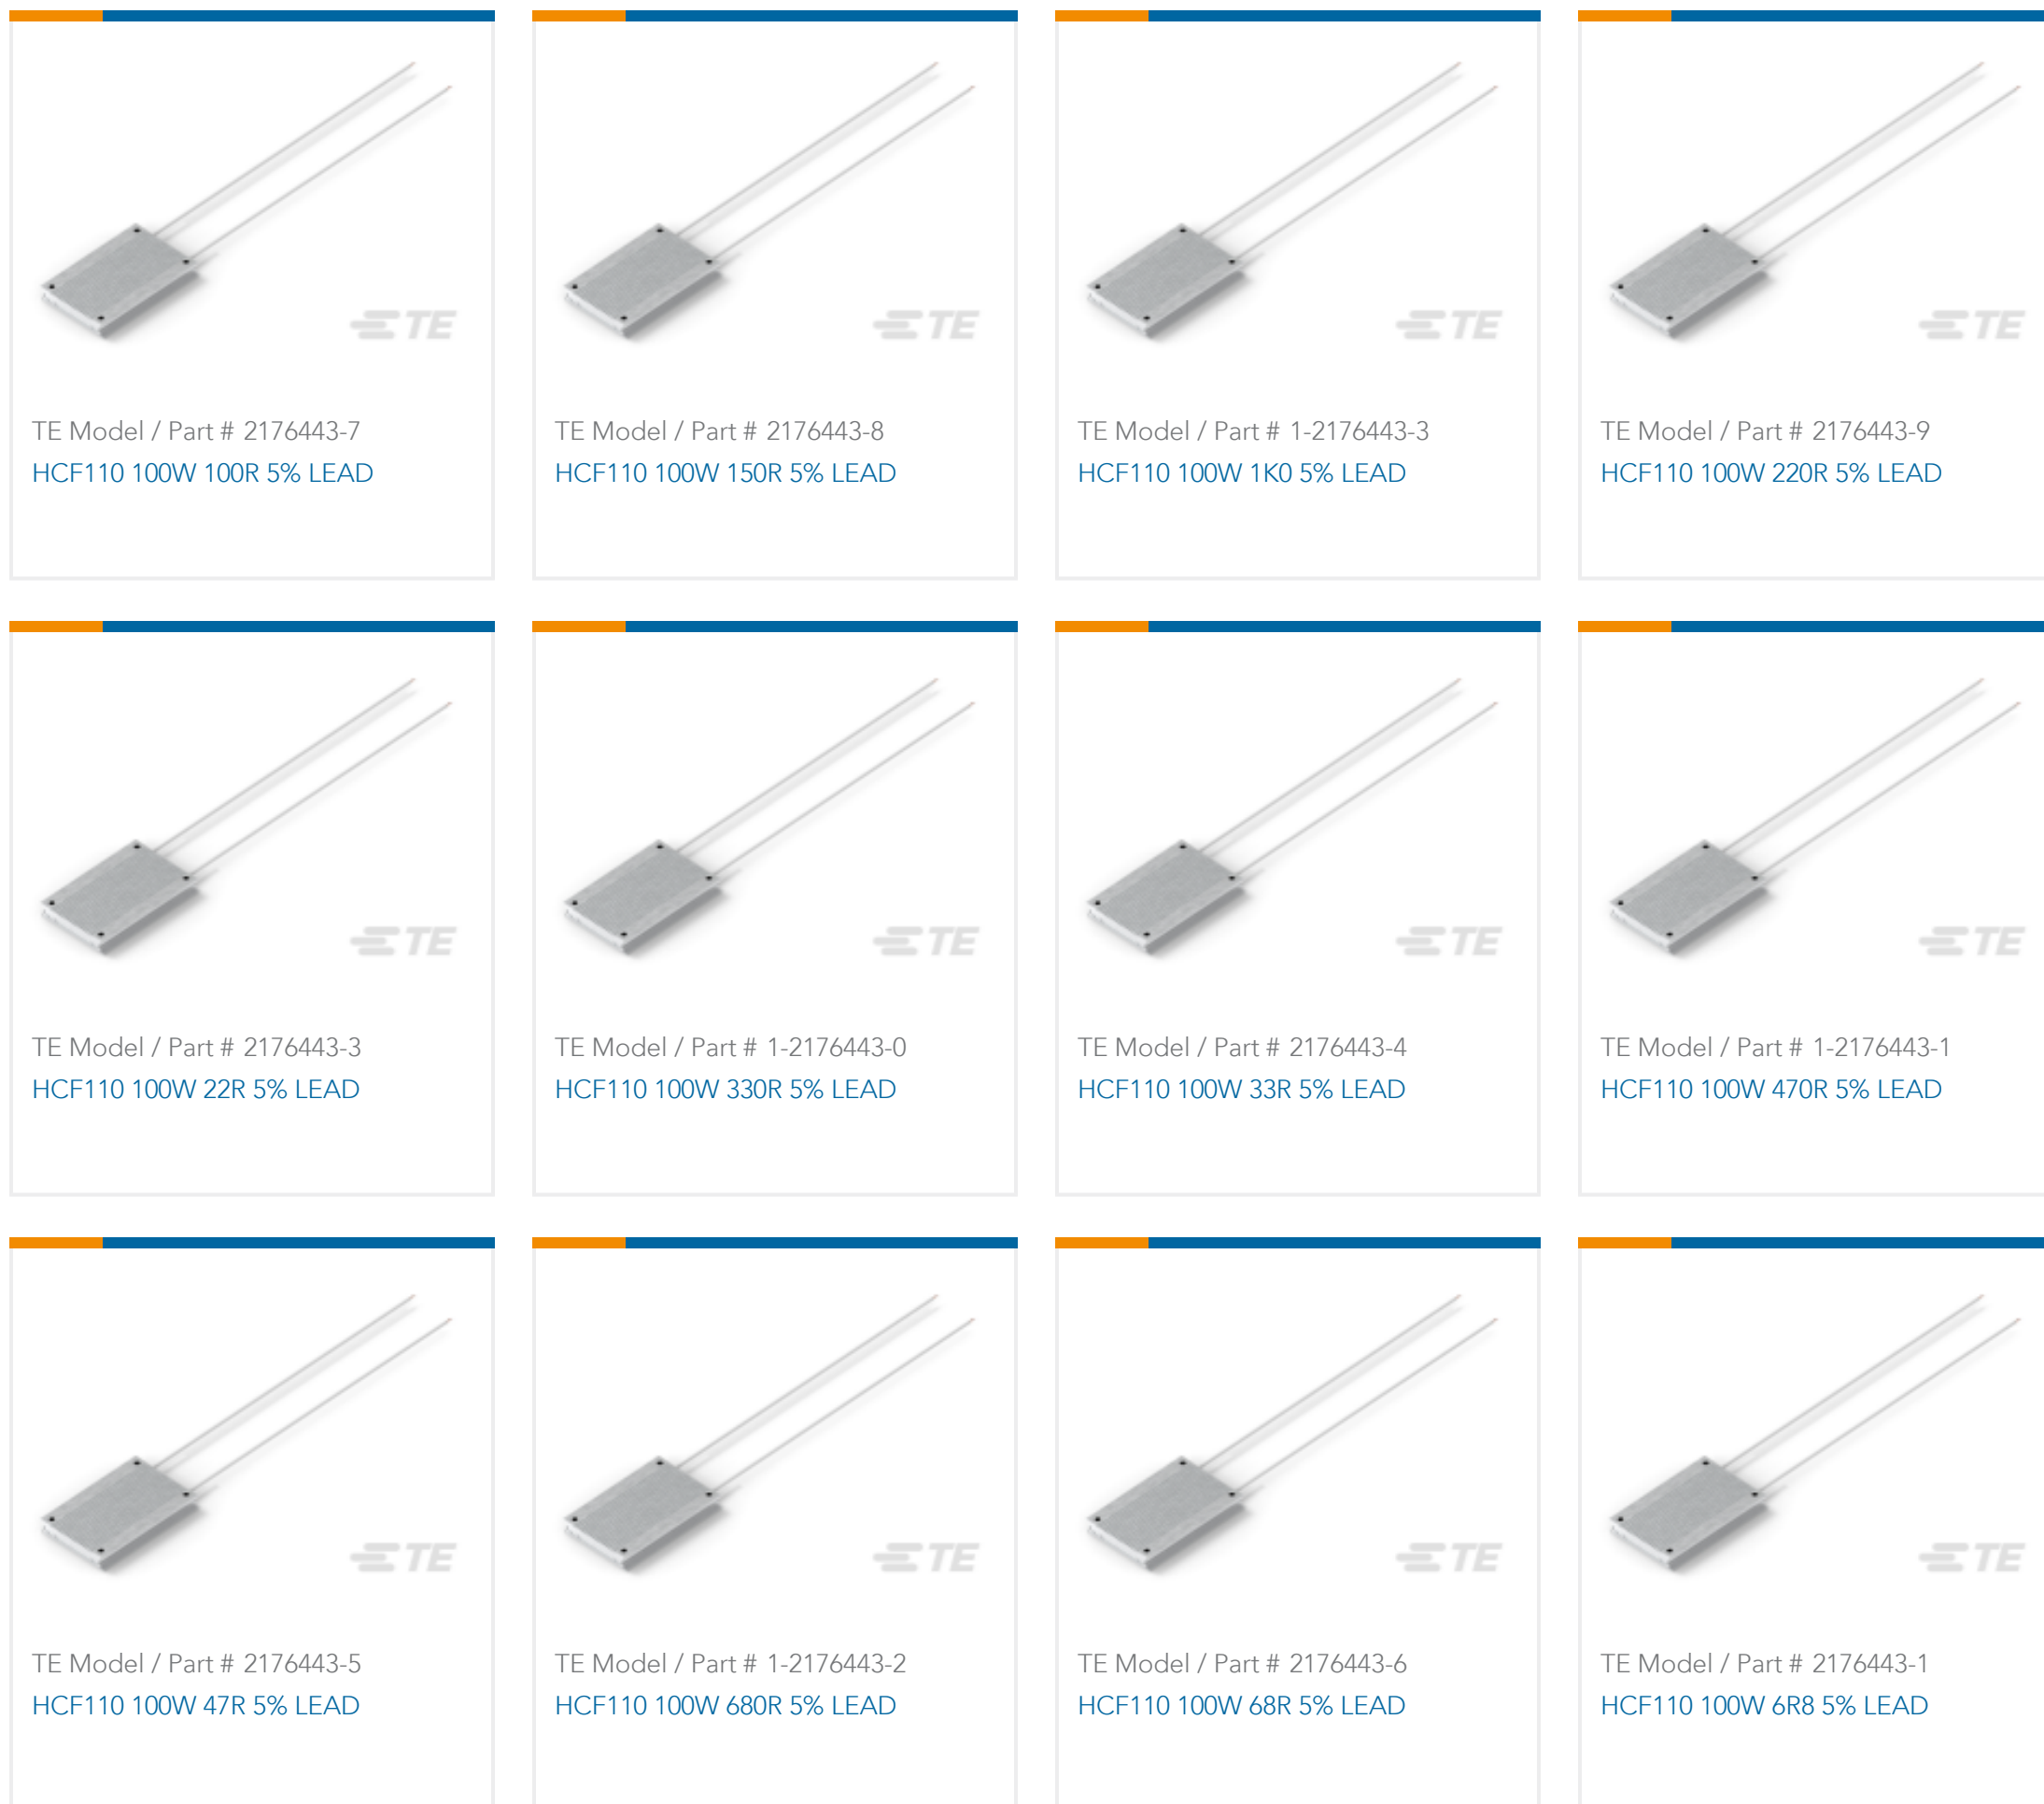 TE
TE Model / Part # 2176443-7
HCF110 100W 100R 5% LEAD
TE
TE Model / Part # 2176443-8
HCF110 100W 150R 5% LEAD
TE
TE Model / Part # 1-2176443-3
HCF110 100W 1K0 5% LEAD
TE
TE Model / Part # 2176443-9
HCF110 100W 220R 5% LEAD
TE
TE Model / Part # 2176443-3
HCF110 100W 22R 5% LEAD
TE
TE Model / Part # 1-2176443-0
HCF110 100W 330R 5% LEAD
TE
TE Model / Part # 2176443-4
HCF110 100W 33R 5% LEAD
TE
TE Model / Part # 1-2176443-1
HCF110 100W 470R 5% LEAD
TE
TE Model / Part # 2176443-5
HCF110 100W 47R 5% LEAD
TE
TE Model / Part # 1-2176443-2
HCF110 100W 680R 5% LEAD
TE
TE Model / Part # 2176443-6
HCF110 100W 68R 5% LEAD
TE
TE Model / Part # 2176443-1
HCF110 100W 6R8 5% LEAD